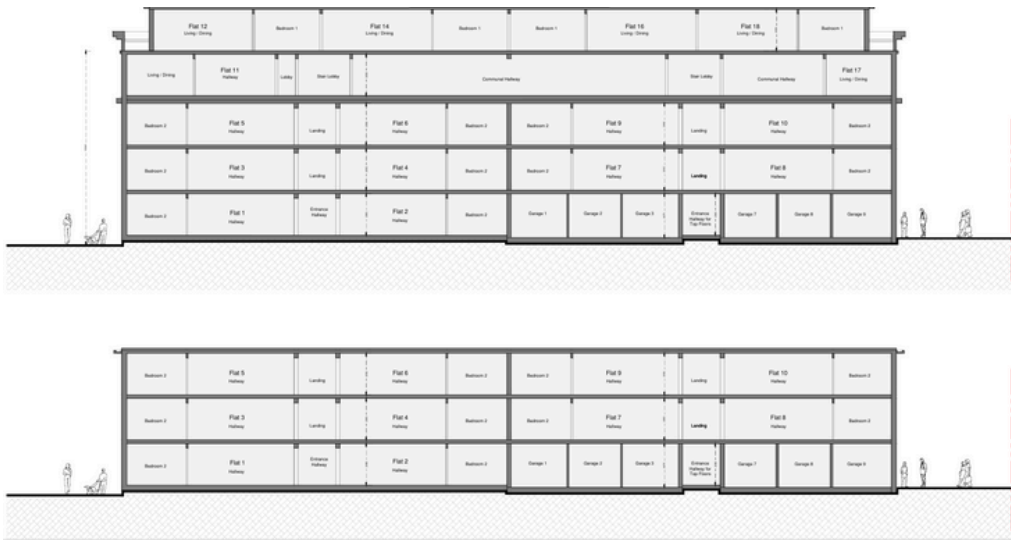 Flat 12
Living / Dining
Bedroom 1
Flat 14
Living / Dining
Bedroom 1
Bedroom 1
Flat 16
Living / Dining
Flat 18
Living / Dining
Bedroom 1
Living / Dining
Flat 11
Hallway
Lobby
Stair Lobby
Communal Hallway
Stair Lobby
Communal Hallway
Flat 17
Living / Dining
Bedroom 2
Flat 5
Hallway
Landing
Flat 6
Hallway
Bedroom 2
Bedroom 2
Flat 9
Hallway
Landing
Flat 10
Hallway
Bedroom 2
Bedroom 2
Flat 3
Hallway
Landing
Flat 4
Hallway
Bedroom 2
Bedroom 2
Flat 7
Hallway
Landing
Flat 8
Hallway
Bedroom 2
Bedroom 2
Flat 1
Hallway
Entrance
Hallway
Flat 2
Hallway
Bedroom 2
Garage 1
Garage 2
Garage 3
Entrance
Hallway for
Top Floors
Garage 7
Garage 8
Garage 9
Bedroom 2
Flat 5
Hallway
Landing
Flat 6
Hallway
Bedroom 2
Bedroom 2
Flat 9
Hallway
Landing
Flat 10
Hallway
Bedroom 2
Bedroom 2
Flat 3
Hallway
Landing
Flat 4
Hallway
Bedroom 2
Bedroom 2
Flat 7
Hallway
Landing
Flat 8
Hallway
Bedroom 2
Bedroom 2
Flat 1
Hallway
Entrance
Hallway
Flat 2
Hallway
Bedroom 2
Garage 1
Garage 2
Garage 3
Entrance
Hallway for
Top Floors
Garage 7
Garage 8
Garage 9